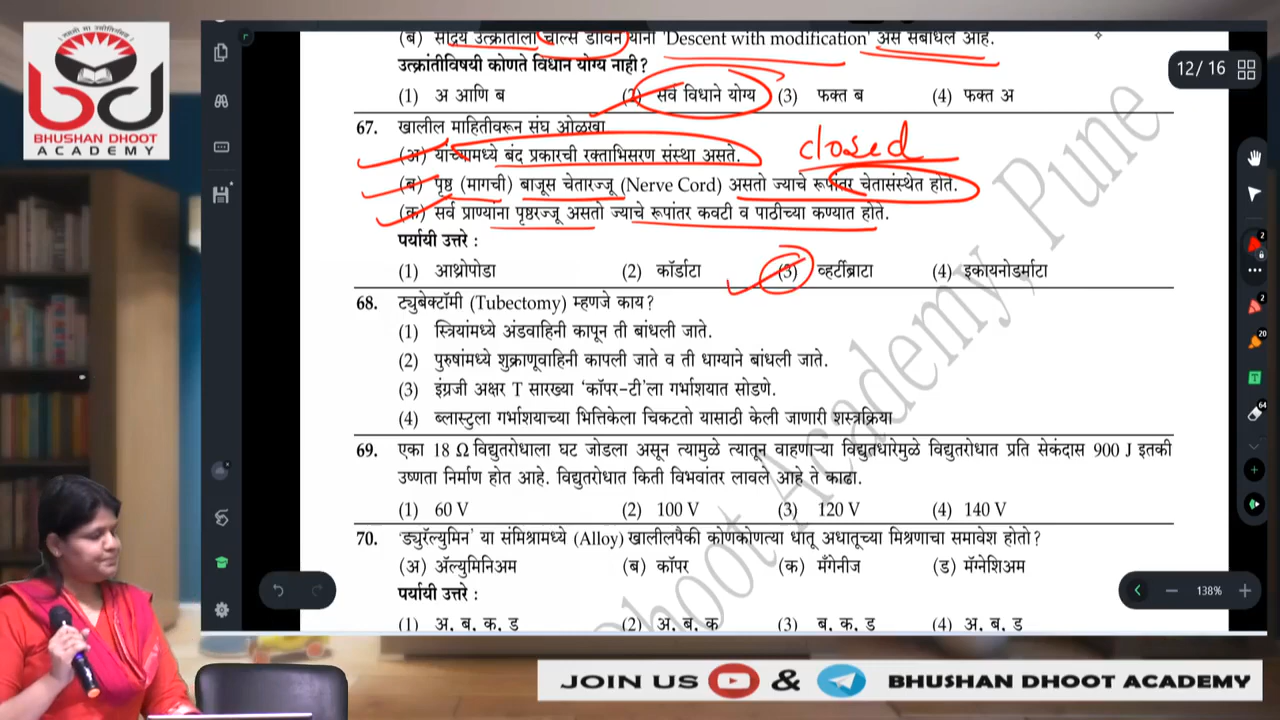 (ब) सादृश्य उत्क्रांतीला चार्ल्स डार्विन यांनी 'Descent with modification' असे संबोधले आहे.
उत्क्रांतीविषयी कोणते विधान योग्य नाही?
(1) अ आणि ब (2) सर्व विधाने योग्य (3) फक्त ब (4) फक्त अ
12 / 16
67. खालील माहितीवरून संघ ओळखा
closed
(अ) यांच्यामध्ये बंद प्रकारची रक्ताभिसरण संस्था असते.
(ब) पृष्ठ (मागची) बाजूस चेतारज्जू (Nerve Cord) असतो ज्याचे रूपांतर चेतासंस्थेत होते.
(क) सर्व प्राण्यांना पृष्ठरज्जू असतो ज्याचे रूपांतर कवटी व पाठीच्या कण्यात होते.
पर्यायी उत्तरे :
(1) आथ्रोपोडा (2) कॉर्डाटा (3) व्हर्टीब्राटा (4) इकायनोडर्माटा
68. ट्युबेक्टॉमी (Tubectomy) म्हणजे काय?
(1) स्त्रियांमध्ये अंडवाहिनी कापून ती बांधली जाते.
(2) पुरुषांमध्ये शुक्राणूवाहिनी कापली जाते व ती धाग्याने बांधली जाते.
(3) इंग्रजी अक्षर T सारख्या 'कॉपर-टी'ला गर्भाशयात सोडणे.
(4) ब्लास्टुला गर्भाशयाच्या भित्तिकेला चिकटतो यासाठी केली जाणारी शस्त्रक्रिया
69. एका 18 Ω विद्युतरोधाला घट जोडला असून त्यामुळे त्यातून वाहणाऱ्या विद्युतधारेमुळे विद्युतरोधात प्रति सेकंदास 900 J इतकी
उष्णता निर्माण होत आहे. विद्युतरोधात किती विभवांतर लावले आहे ते काढा.
(1) 60 V (2) 100 V (3) 120 V (4) 140 V
70. 'ड्युरॅल्युमिन' या संमिश्रामध्ये (Alloy) खालीलपैकी कोणकोणत्या धातू अधातूच्या मिश्रणाचा समावेश होतो?
(अ) ॲल्युमिनिअम (ब) कॉपर (क) मँगेनीज (ड) मॅग्नेशिअम
पर्यायी उत्तरे :
138%
(1) अ, ब, क, ड (2) अ, ब, क (3) ब, क, ड (4) अ, ब, ड
Dhoot Academy, Pune
BHUSHAN DHOOT
ACADEMY
JOIN US & BHUSHAN DHOOT ACADEMY